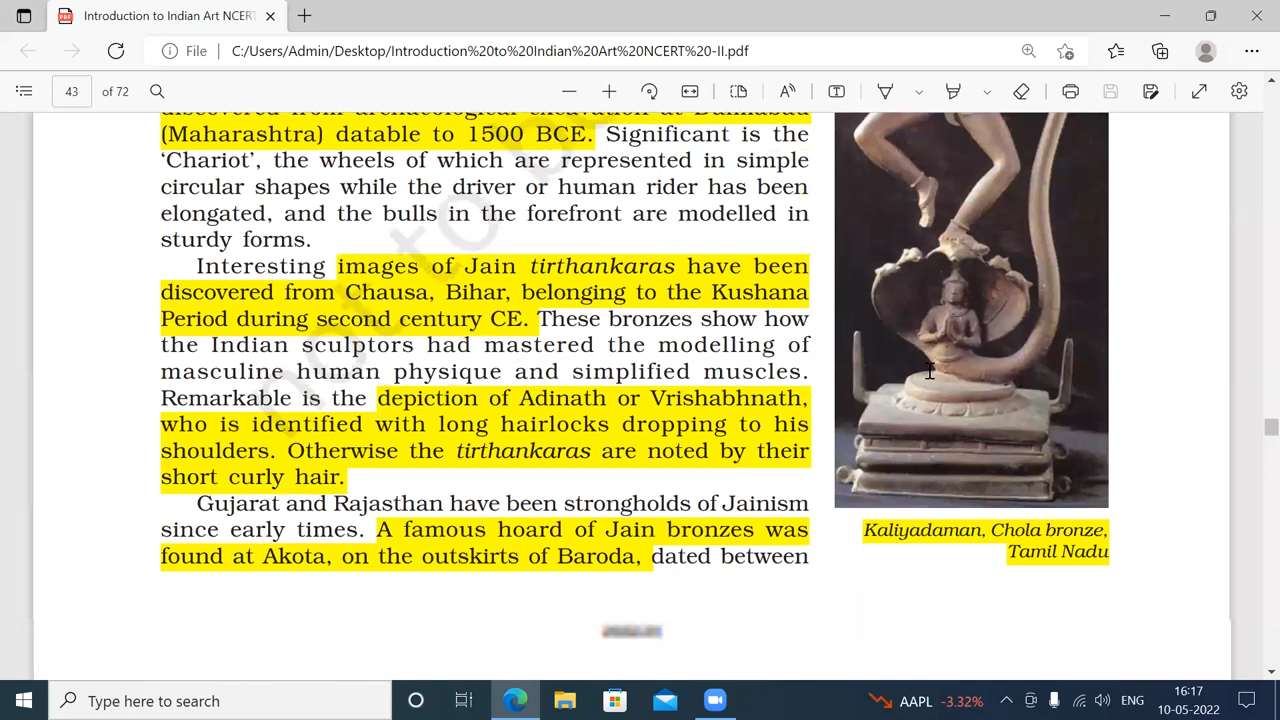 Introduction to Indian Art NCERT
File
C:/Users/Admin/Desktop/Introduction%20to%20Indian%20Art%20NCERT%20-II.pdf
43 of 72
discovered from archaeological excavation at Daimabad
(Maharashtra) datable to 1500 BCE. Significant is the
‘Chariot’, the wheels of which are represented in simple
circular shapes while the driver or human rider has been
elongated, and the bulls in the forefront are modelled in
sturdy forms.
Interesting images of Jain tirthankaras have been
discovered from Chausa, Bihar, belonging to the Kushana
Period during second century CE. These bronzes show how
the Indian sculptors had mastered the modelling of
masculine human physique and simplified muscles.
Remarkable is the depiction of Adinath or Vrishabhnath,
who is identified with long hairlocks dropping to his
shoulders. Otherwise the tirthankaras are noted by their
short curly hair.
Gujarat and Rajasthan have been strongholds of Jainism
since early times. A famous hoard of Jain bronzes was
found at Akota, on the outskirts of Baroda, dated between
Kaliyadaman, Chola bronze,
Tamil Nadu
not to b
Type here to search
AAPL -3.32%
ENG
16:17
10-05-2022